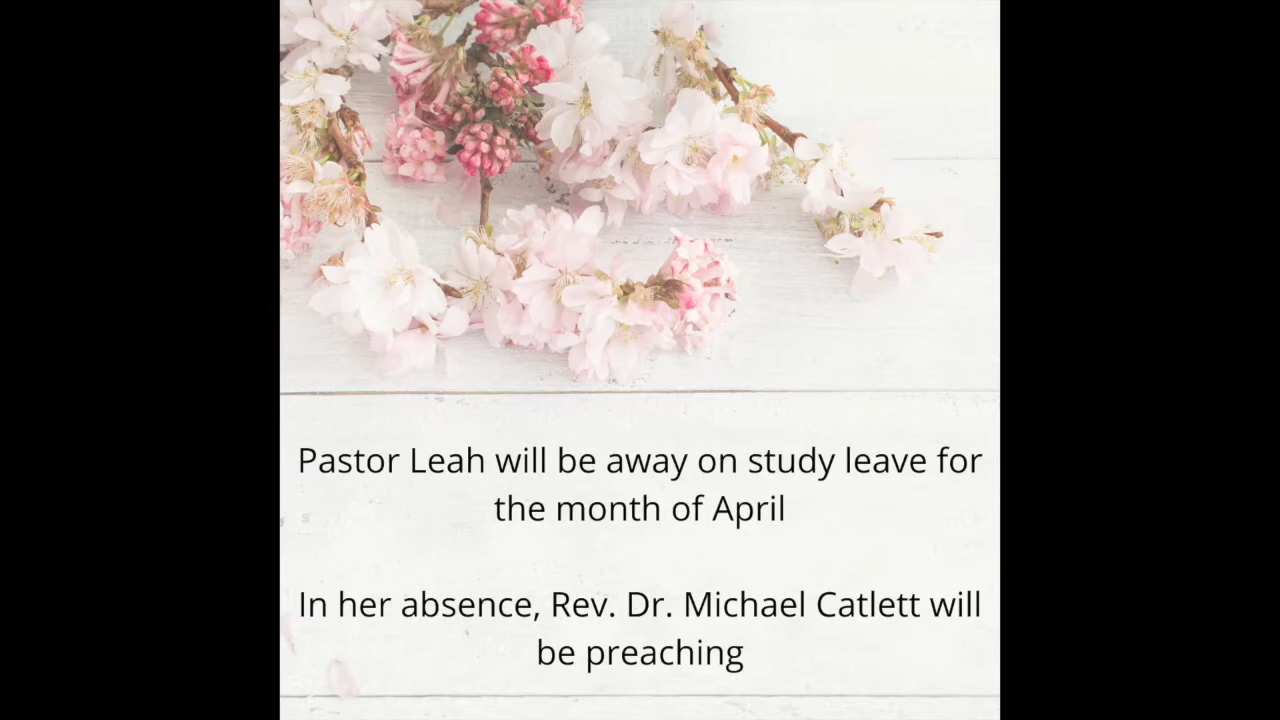 Pastor Leah will be away on study leave for
the month of April
In her absence, Rev. Dr. Michael Catlett will
be preaching